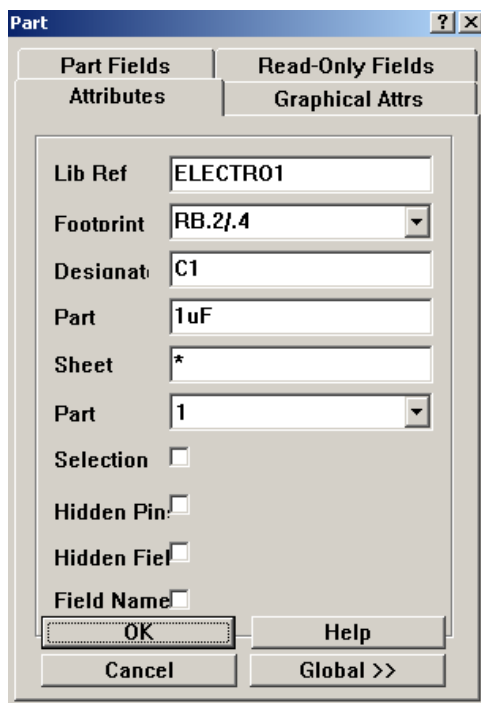 Part ? ×
Part Fields Read-Only Fields
Attributes Graphical Attrs
Lib Ref ELECTRO1
Footprint RB.2/.4
Designat C1
Part 1uF
Sheet *
Part 1
Selection
Hidden Pin
Hidden Fiel
Field Name
OK Help
Cancel Global >>